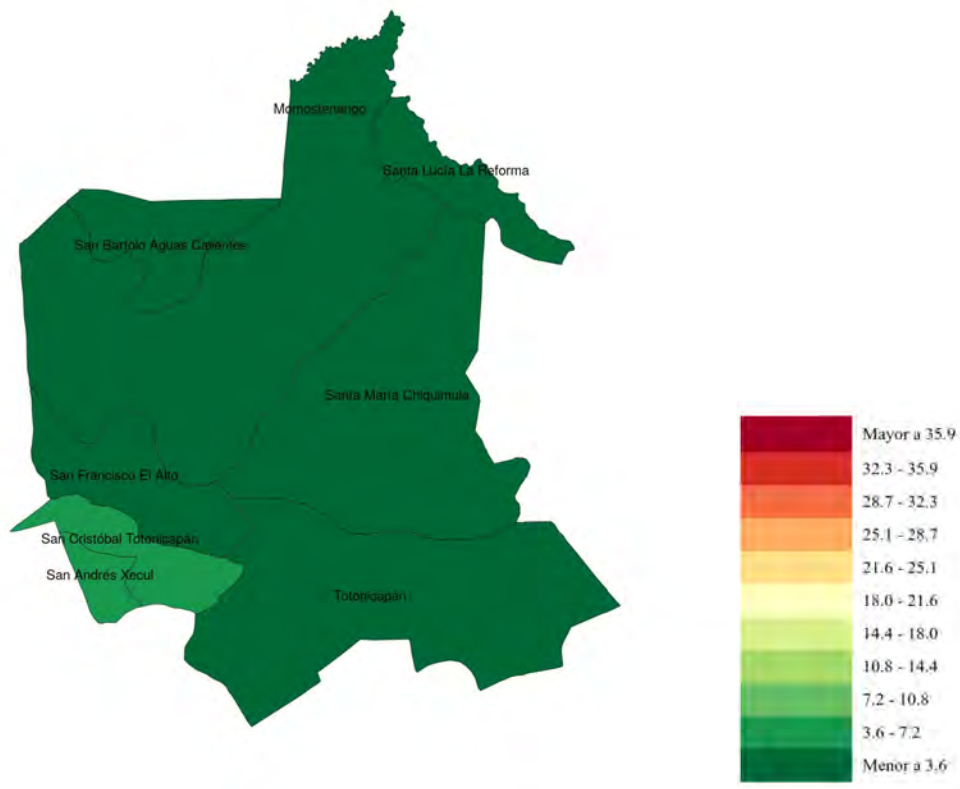 Momostenango
Santa Lucía La Reforma
San Bartolo Aguas Calientes
Santa María Chiquimula
San Francisco El Alto
San Cristóbal Totonicapán
San Andrés Xecul
Totonicapán
Mayor a 35.9
32.3 - 35.9
28.7 - 32.3
25.1 - 28.7
21.6 - 25.1
18.0 - 21.6
14.4 - 18.0
10.8 - 14.4
7.2 - 10.8
3.6 - 7.2
Menor a 3.6